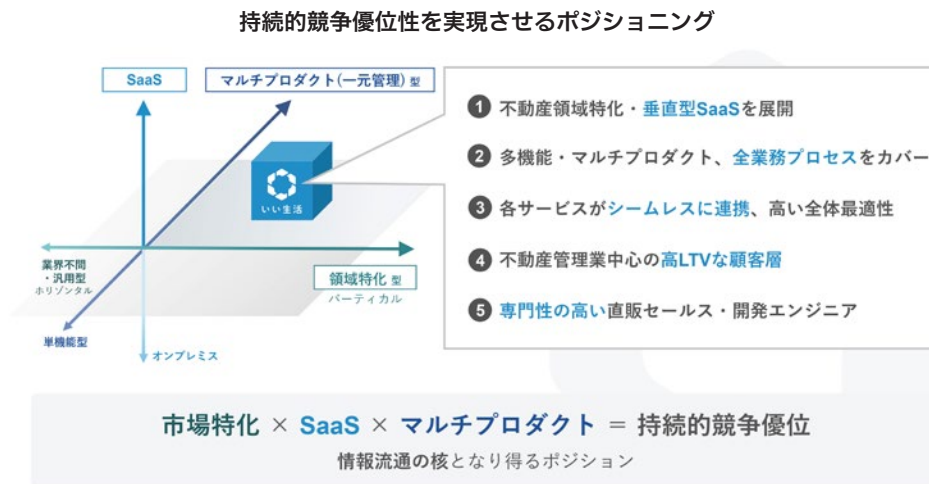 持続的競争優位性を実現させるポジショニング
SaaS
マルチプロダクト(一元管理) 型
いい生活
業界不問
・汎用型
ホリゾンタル
領域特化 型
バーティカル
単機能型
オンプレミス
1 不動産領域特化・垂直型SaaSを展開
2 多機能・マルチプロダクト、全業務プロセスをカバー
3 各サービスがシームレスに連携、高い全体最適性
4 不動産管理業中心の高LTVな顧客層
5 専門性の高い直販セールス・開発エンジニア
市場特化 × SaaS × マルチプロダクト = 持続的競争優位
情報流通の核となり得るポジション